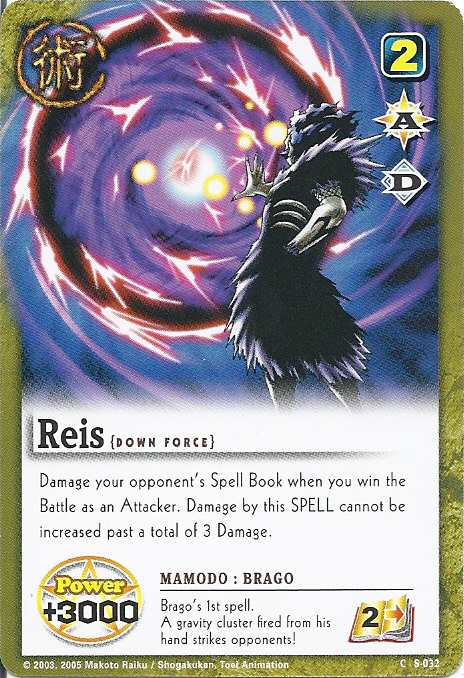 術
2
A
D
Reis {DOWN FORCE}
Damage your opponent's Spell Book when you win the
Battle as an Attacker. Damage by this SPELL cannot be
increased past a total of 3 Damage.
Power
+3000
MAMODO : BRAGO
Brago's 1st spell.
A gravity cluster fired from his
hand strikes opponents!
2
© 2003, 2005 Makoto Raiku / Shogakukan, Toei Animation
C S-032